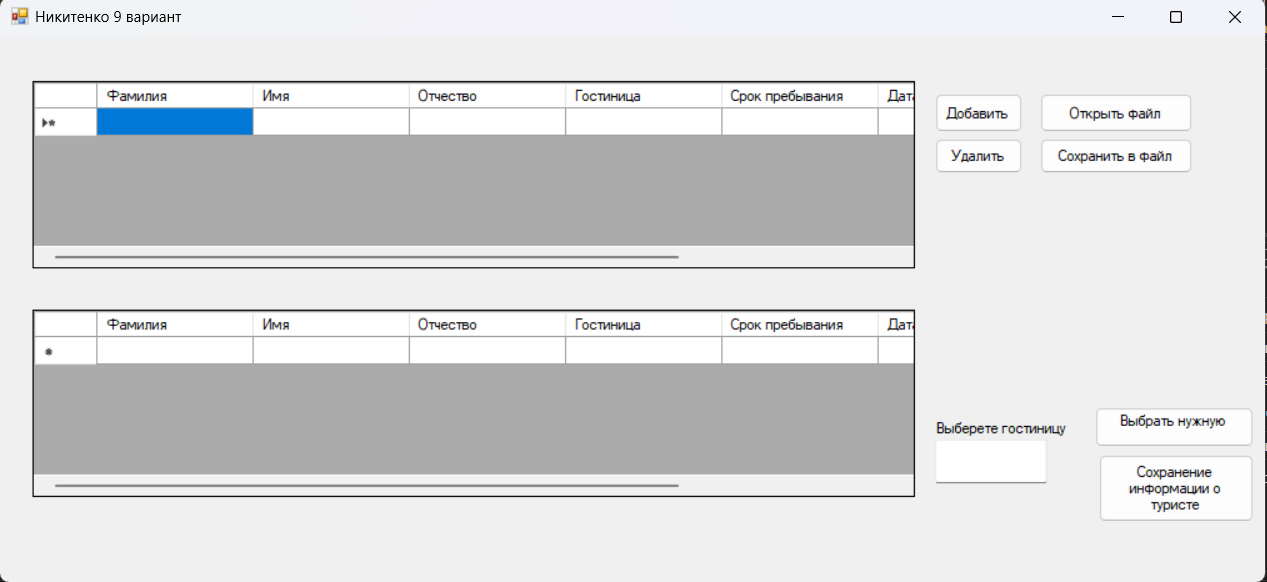 Никитенко 9 вариант
Фамилия Имя Отчество Гостиница Срок пребывания Дата
Добавить Открыть файл
Удалить Сохранить в файл
Фамилия Имя Отчество Гостиница Срок пребывания Дата
Выберете гостиницу
Выбрать нужную
Сохранение
информации о
туристе